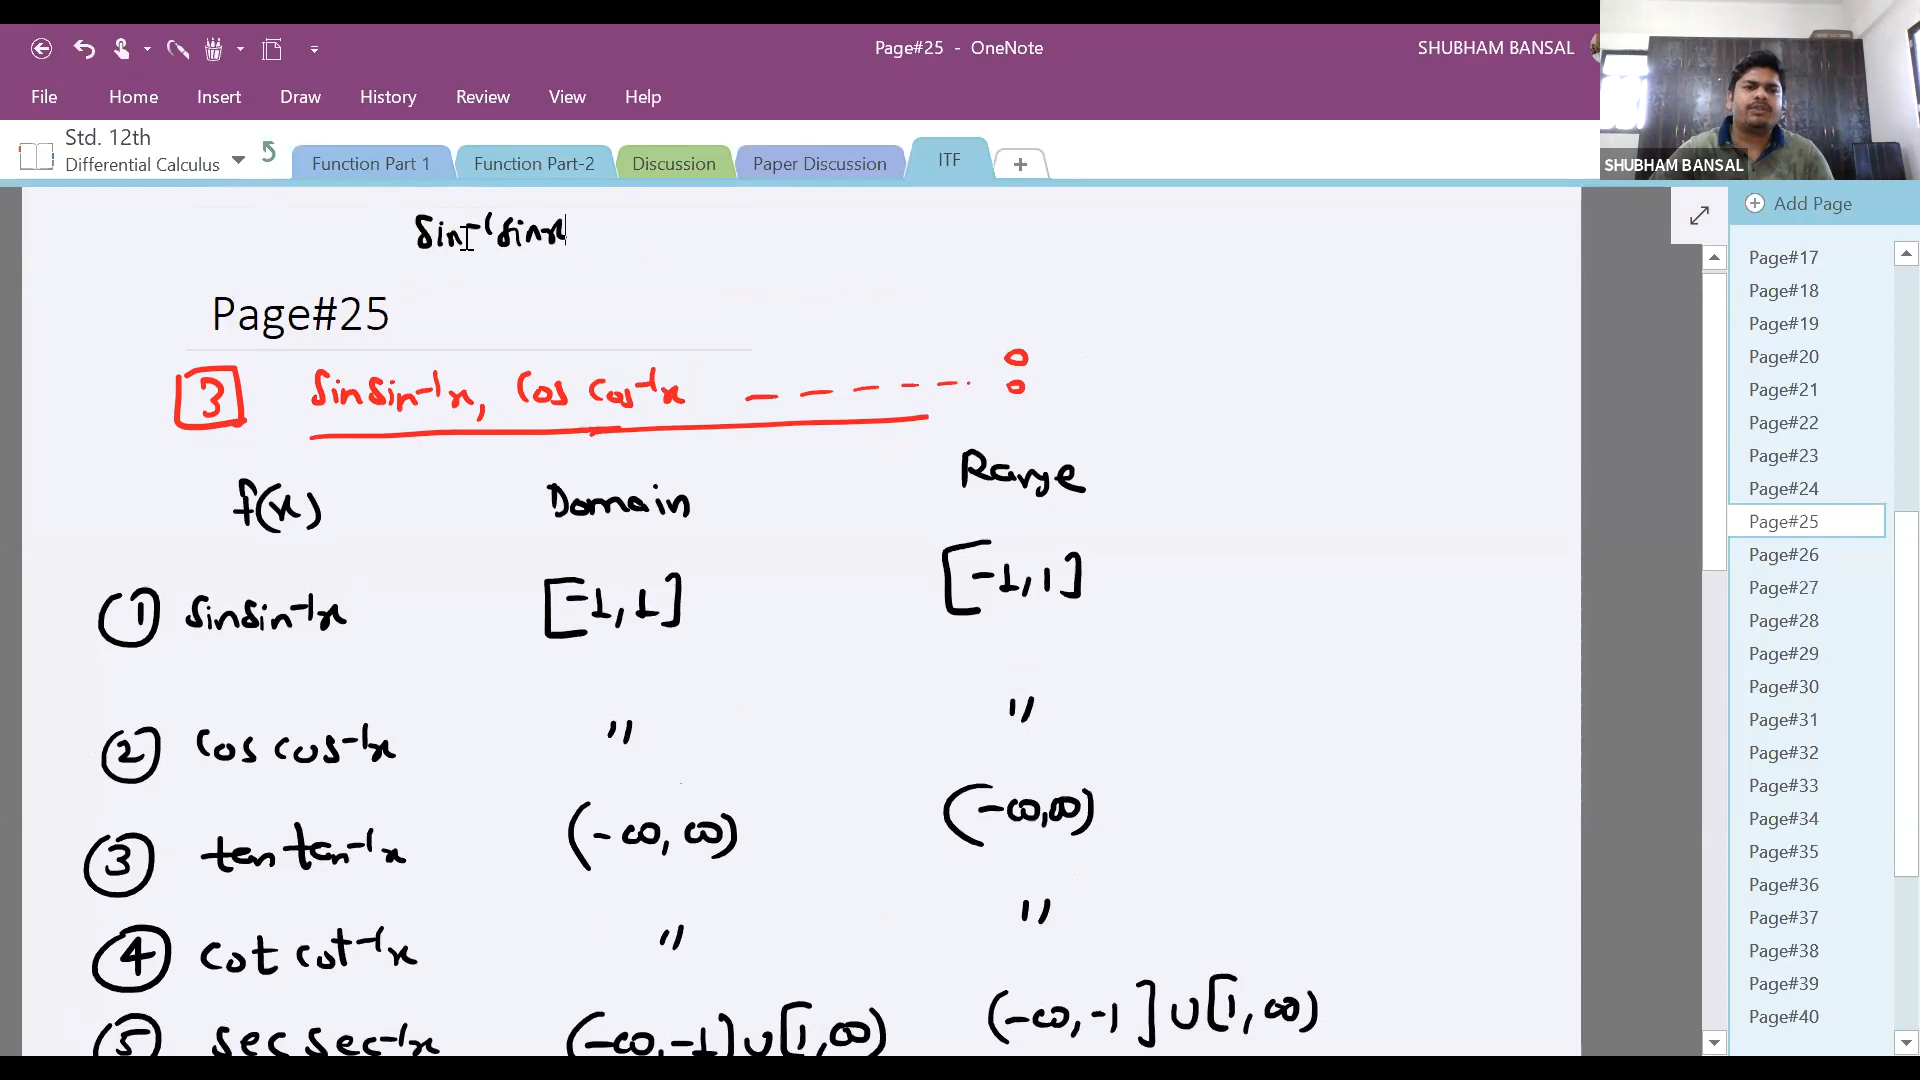 Page#25 - OneNote
SHUBHAM BANSAL
File Home Insert Draw History Review View Help
Std. 12th
Differential Calculus
Function Part 1 Function Part-2 Discussion Paper Discussion ITF
SHUBHAM BANSAL
Add Page
sin⁻¹sinx
Page#25
3 sinsin⁻¹x, cos cos⁻¹x ------ :
f(x) Domain Range
① sinsin⁻¹x [-1,1] [-1,1]
② cos cos⁻¹x " "
③ tan tan⁻¹x (-∞, ∞) (-∞,∞)
④ cot cot⁻¹x " "
⑤ sec sec⁻¹x (-∞,-1]∪[1,∞) (-∞,-1]∪[1,∞)
Page#17
Page#18
Page#19
Page#20
Page#21
Page#22
Page#23
Page#24
Page#25
Page#26
Page#27
Page#28
Page#29
Page#30
Page#31
Page#32
Page#33
Page#34
Page#35
Page#36
Page#37
Page#38
Page#39
Page#40